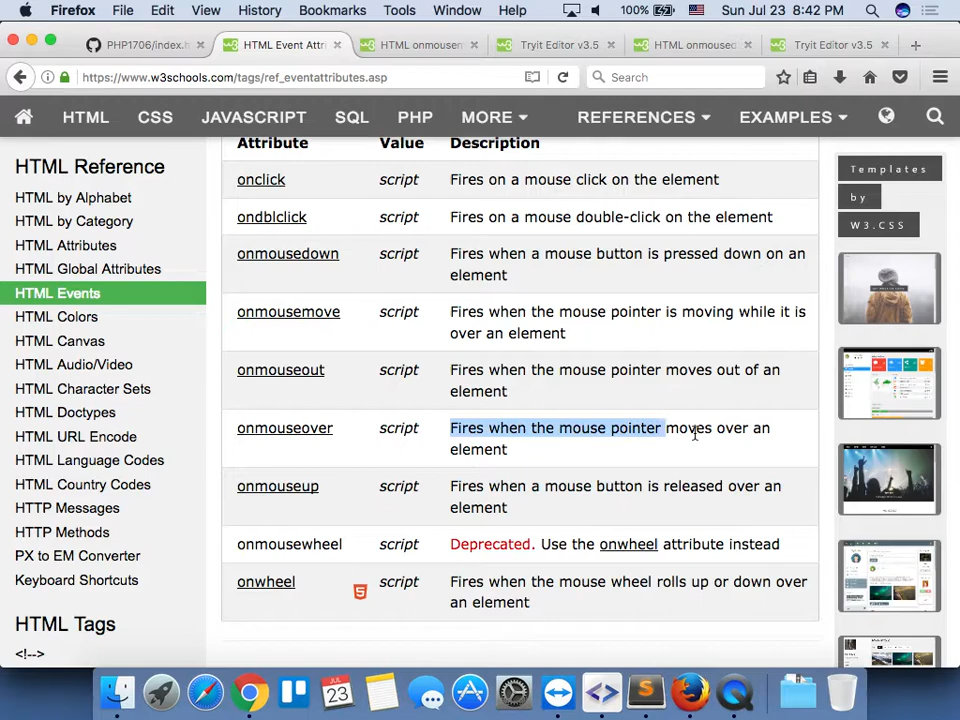 Firefox File Edit View History Bookmarks Tools Window Help 100% Sun Jul 23 8:42 PM
PHP1706/index.h × HTML Event Attri × HTML onmousem × Tryit Editor v3.5 × HTML onmoused × Tryit Editor v3.5 × +
https://www.w3schools.com/tags/ref_eventattributes.asp Search
HTML CSS JAVASCRIPT SQL PHP MORE REFERENCES EXAMPLES
HTML Reference
HTML by Alphabet
HTML by Category
HTML Attributes
HTML Global Attributes
HTML Events
HTML Colors
HTML Canvas
HTML Audio/Video
HTML Character Sets
HTML Doctypes
HTML URL Encode
HTML Language Codes
HTML Country Codes
HTTP Messages
HTTP Methods
PX to EM Converter
Keyboard Shortcuts
HTML Tags
<!-->
Attribute Value Description
onclick script Fires on a mouse click on the element
ondblclick script Fires on a mouse double-click on the element
onmousedown script Fires when a mouse button is pressed down on an
element
onmousemove script Fires when the mouse pointer is moving while it is
over an element
onmouseout script Fires when the mouse pointer moves out of an
element
onmouseover script Fires when the mouse pointer moves over an
element
onmouseup script Fires when a mouse button is released over an
element
onmousewheel script Deprecated. Use the onwheel attribute instead
onwheel 5 script Fires when the mouse wheel rolls up or down over
an element
Templates
by
W3.CSS
JUL
23